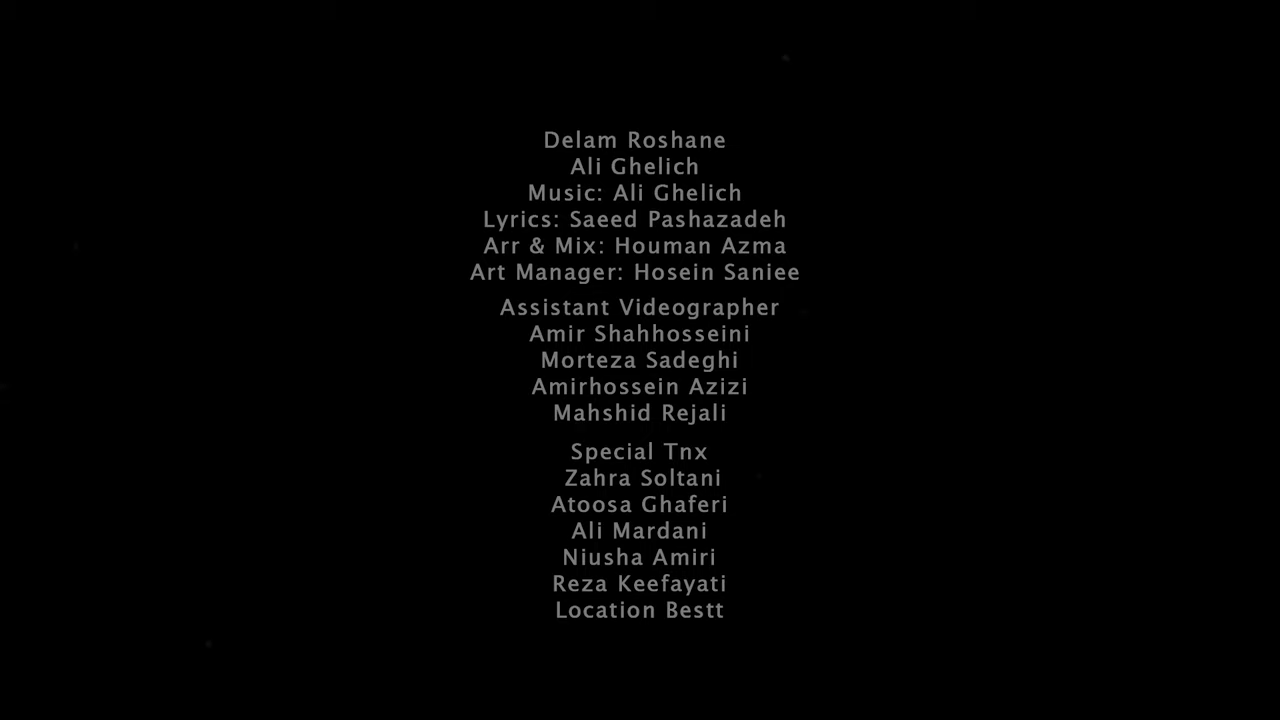 Delam Roshane
Ali Ghelich
Music: Ali Ghelich
Lyrics: Saeed Pashazadeh
Arr & Mix: Houman Azma
Art Manager: Hosein Saniee
Assistant Videographer
Amir Shahhosseini
Morteza Sadeghi
Amirhossein Azizi
Mahshid Rejali
Special Tnx
Zahra Soltani
Atoosa Ghaferi
Ali Mardani
Niusha Amiri
Reza Keefayati
Location Bestt